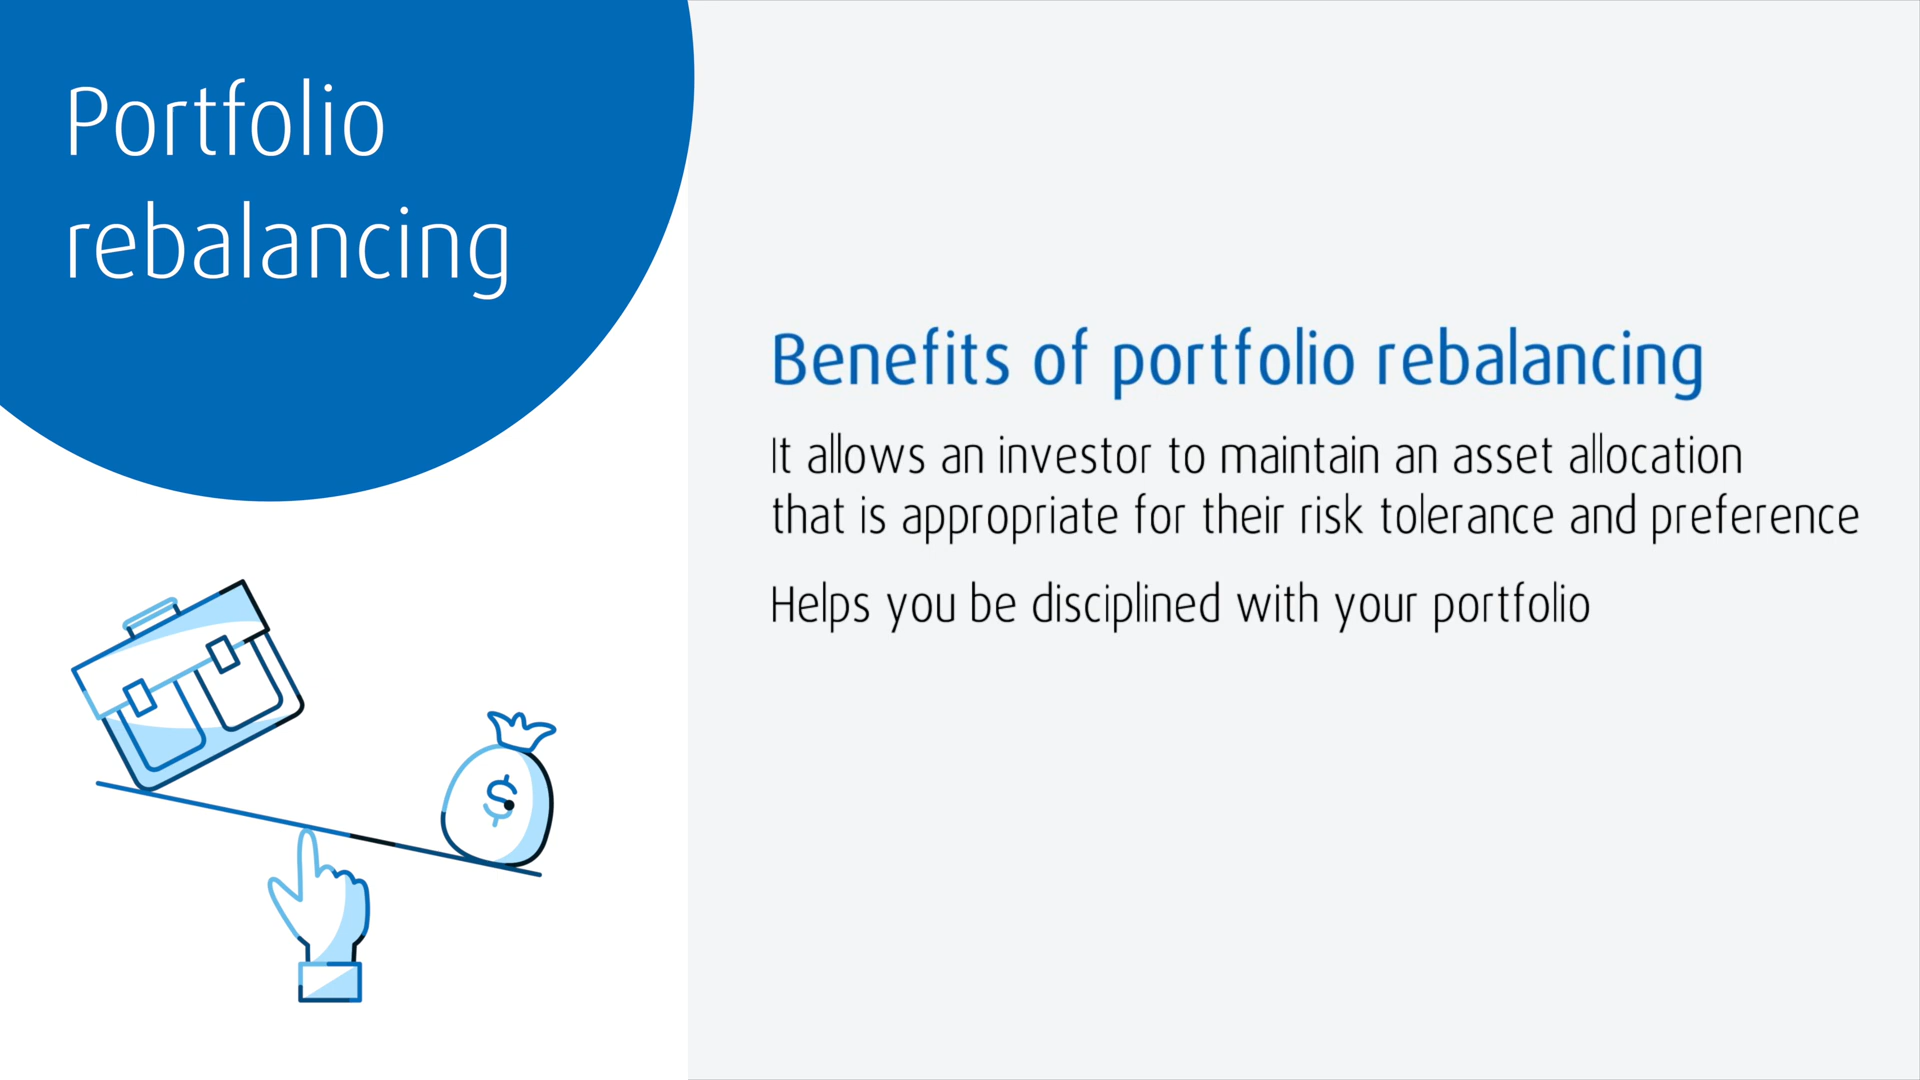 Portfolio
rebalancing
Benefits of portfolio rebalancing
It allows an investor to maintain an asset allocation
that is appropriate for their risk tolerance and preference
Helps you be disciplined with your portfolio
$